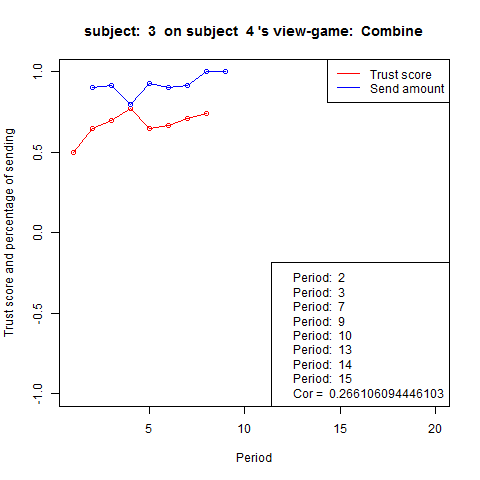 subject: 3 on subject 4 's view-game: Combine
Trust score
Send amount
Trust score and percentage of sending
1.0
0.5
0.0
-0.5
-1.0
Period: 2
Period: 3
Period: 7
Period: 9
Period: 10
Period: 13
Period: 14
Period: 15
Cor = 0.266106094446103
5
10
15
20
Period